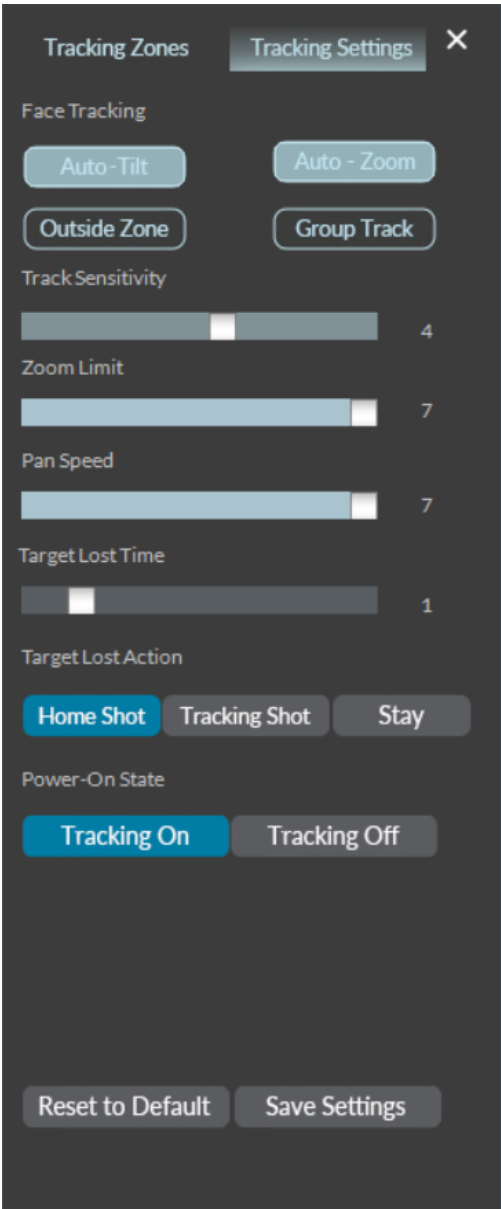 Tracking Zones Tracking Settings ×
Face Tracking
Auto-Tilt Auto - Zoom
Outside Zone Group Track
Track Sensitivity
4
Zoom Limit
7
Pan Speed
7
Target Lost Time
1
Target Lost Action
Home Shot Tracking Shot Stay
Power-On State
Tracking On Tracking Off
Reset to Default Save Settings